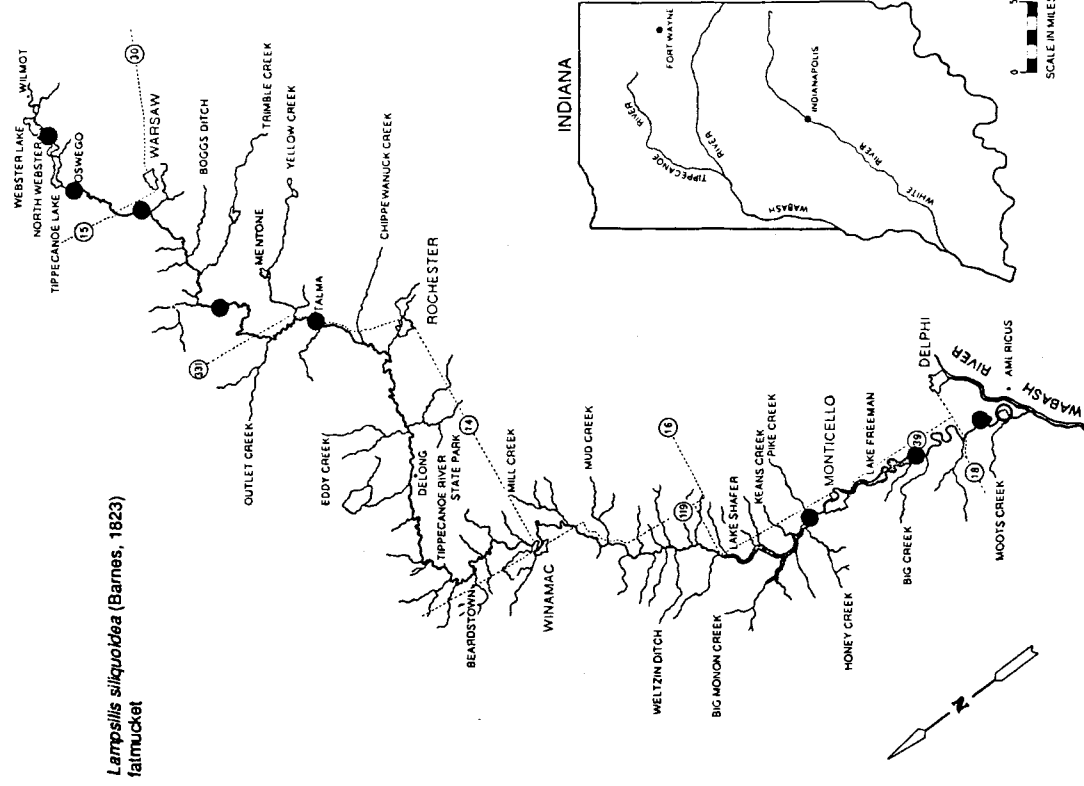 Lampsilis siliquoidea (Barnes, 1823)
fatmucket
WEBSTER LAKE
WILMOT
NORTH WEBSTER
TIPPECANOE LAKE
OSWEGO
15
30
WARSAW
BOGGS DITCH
TRIMBLE CREEK
MENTONE
YELLOW CREEK
331
TALMA
CHIPPEWANUCK CREEK
OUTLET CREEK
ROCHESTER
EDDY CREEK
DELONG
14
TIPPECANOE RIVER
STATE PARK
MILL CREEK
BEARDSTOWN
WINAMAC
MUD CREEK
16
119
WELTZIN DITCH
LAKE SHAFER
KEANS CREEK
PIKE CREEK
BIG MONON CREEK
MONTICELLO
HONEY CREEK
LAKE FREEMAN
39
BIG CREEK
DELPHI
18
MOOTS CREEK
AMERICUS
WABASH RIVER
N
INDIANA
FORT WAYNE
TIPPECANOE RIVER
WABASH RIVER
INDIANAPOLIS
WHITE RIVER
0 5
SCALE IN MILES